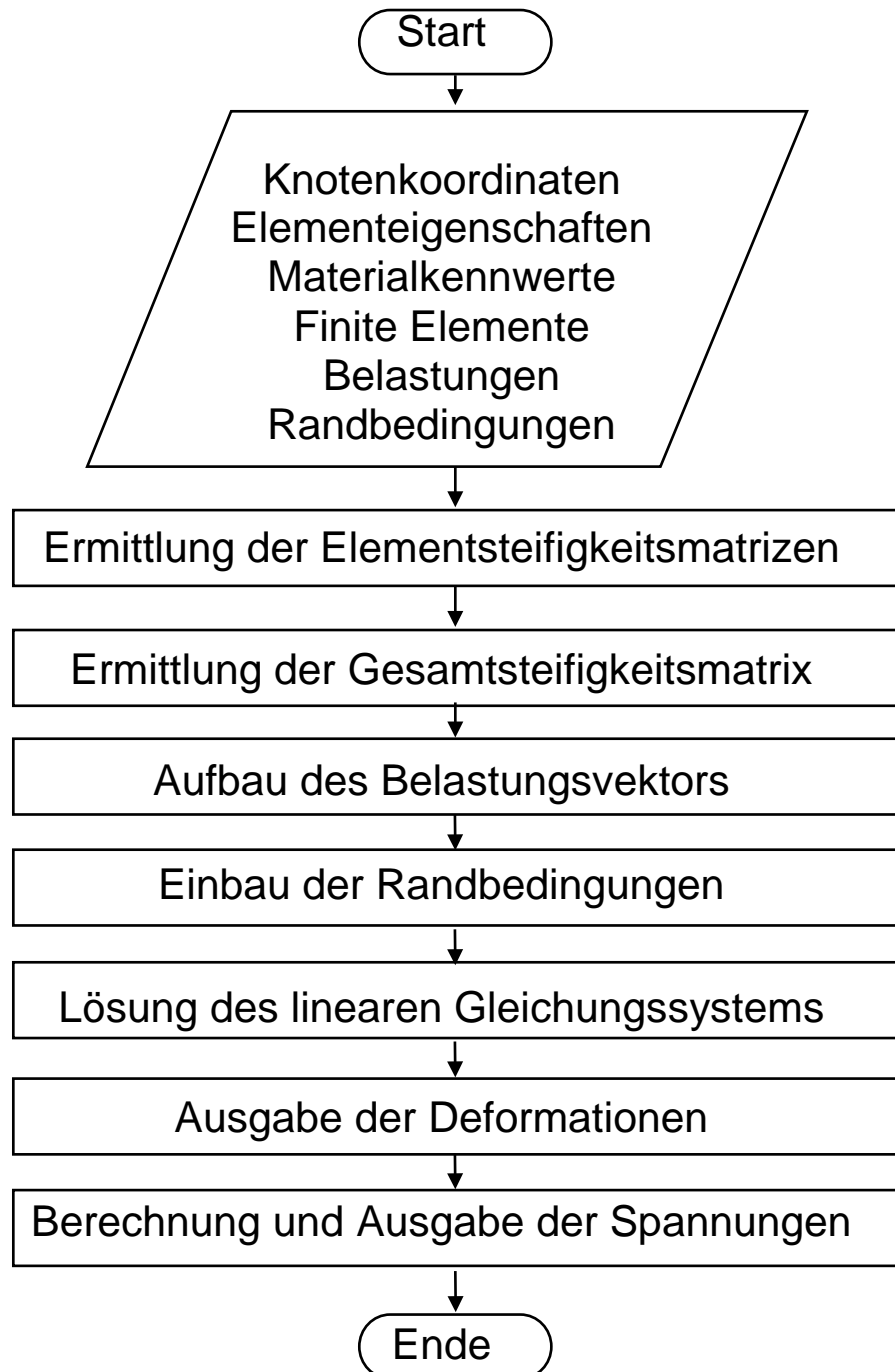 Start
Knotenkoordinaten
Elementeigenschaften
Materialkennwerte
Finite Elemente
Belastungen
Randbedingungen
Ermittlung der Elementsteifigkeitsmatrizen
Ermittlung der Gesamtsteifigkeitsmatrix
Aufbau des Belastungsvektors
Einbau der Randbedingungen
Lösung des linearen Gleichungssystems
Ausgabe der Deformationen
Berechnung und Ausgabe der Spannungen
Ende